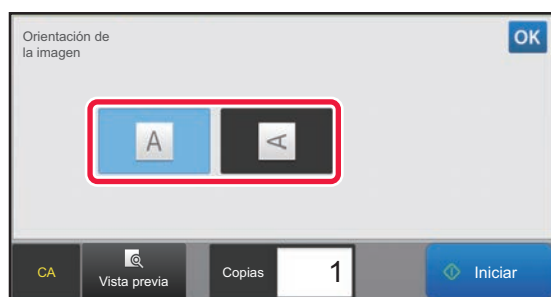 Orientación de
la imagen
OK
A
A
CA
Vista previa
Copias
1
Iniciar